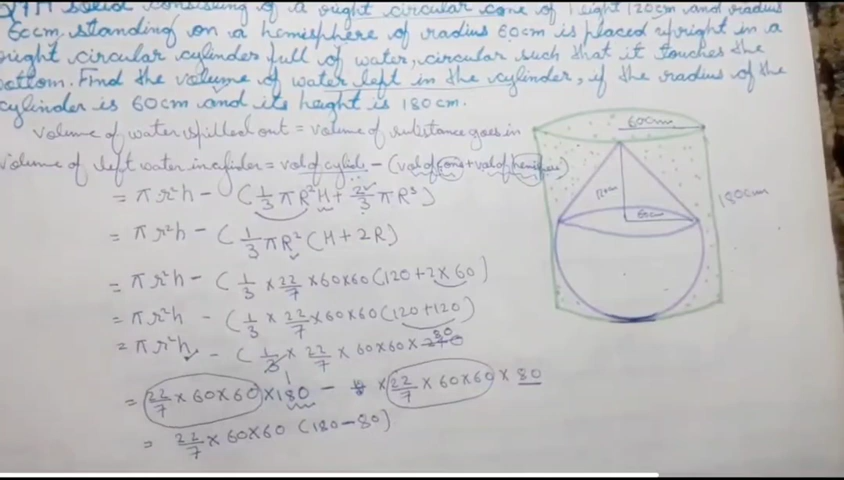 Q7) A solid consisting of a right circular cone of height 120cm and radius
60cm standing on a hemisphere of radius 60cm is placed upright in a
right circular cylinder full of water, circular such that it touches the
bottom. Find the volume of water left in the cylinder, if the radius of the
cylinder is 60cm and its height is 180cm.
Volume of water spilled out = volume of substance goes in
Volume of left water in cylinder = vol of cylinder - (vol of cone + vol of hemisphere)
= πr²h - (1/3 πR²H + 2/3 πR³)
= πr²h - (1/3 πR² (H + 2R)
= πr²h - (1/3 × 22/7 × 60×60 (120 + 2×60)
= πr²h - (1/3 × 22/7 × 60×60 (120+120)
= πr²h - (1/3 × 22/7 × 60×60 × 240 80
= 22/7 × 60×60 × 180 - × 22/7 × 60×60 × 80
= 22/7 × 60×60 (180-80)
60cm
120cm
60cm
180cm